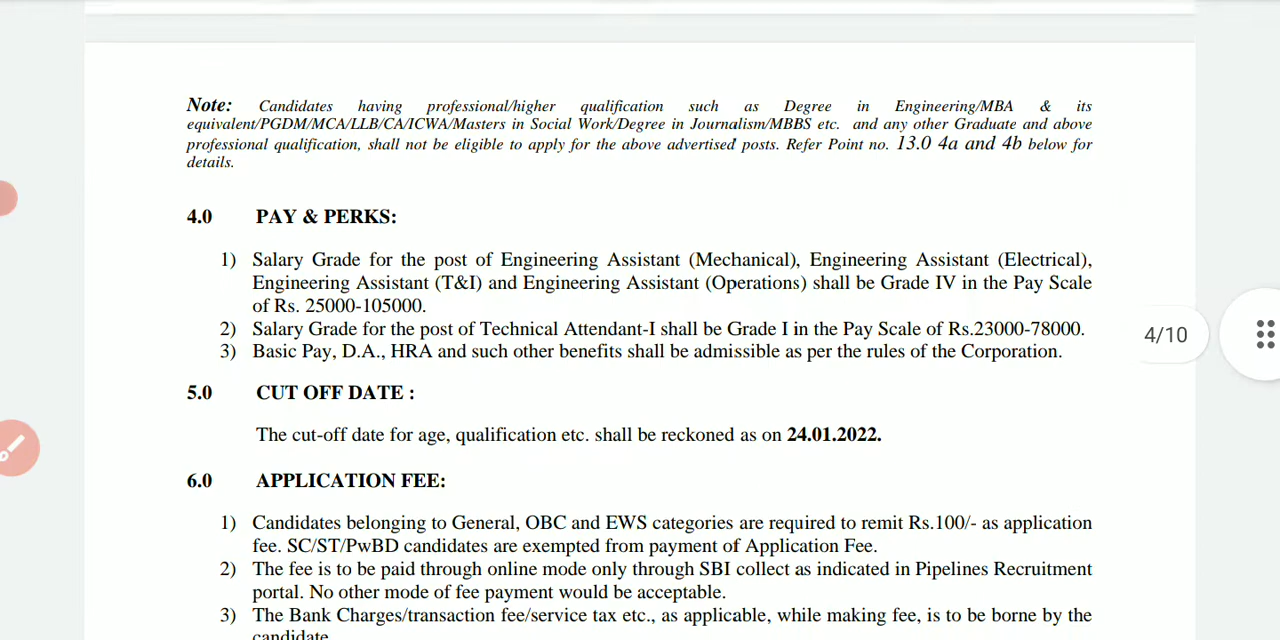 Note: Candidates having professional/higher qualification such as Degree in Engineering/MBA & its
equivalent/PGDM/MCA/LLB/CA/ICWA/Masters in Social Work/Degree in Journalism/MBBS etc. and any other Graduate and above
professional qualification, shall not be eligible to apply for the above advertised posts. Refer Point no. 13.0 4a and 4b below for
details.
4.0 PAY & PERKS:
1) Salary Grade for the post of Engineering Assistant (Mechanical), Engineering Assistant (Electrical),
Engineering Assistant (T&I) and Engineering Assistant (Operations) shall be Grade IV in the Pay Scale
of Rs. 25000-105000.
2) Salary Grade for the post of Technical Attendant-I shall be Grade I in the Pay Scale of Rs.23000-78000.
3) Basic Pay, D.A., HRA and such other benefits shall be admissible as per the rules of the Corporation.
4/10
5.0 CUT OFF DATE :
The cut-off date for age, qualification etc. shall be reckoned as on 24.01.2022.
6.0 APPLICATION FEE:
1) Candidates belonging to General, OBC and EWS categories are required to remit Rs.100/- as application
fee. SC/ST/PwBD candidates are exempted from payment of Application Fee.
2) The fee is to be paid through online mode only through SBI collect as indicated in Pipelines Recruitment
portal. No other mode of fee payment would be acceptable.
3) The Bank Charges/transaction fee/service tax etc., as applicable, while making fee, is to be borne by the
candidate.